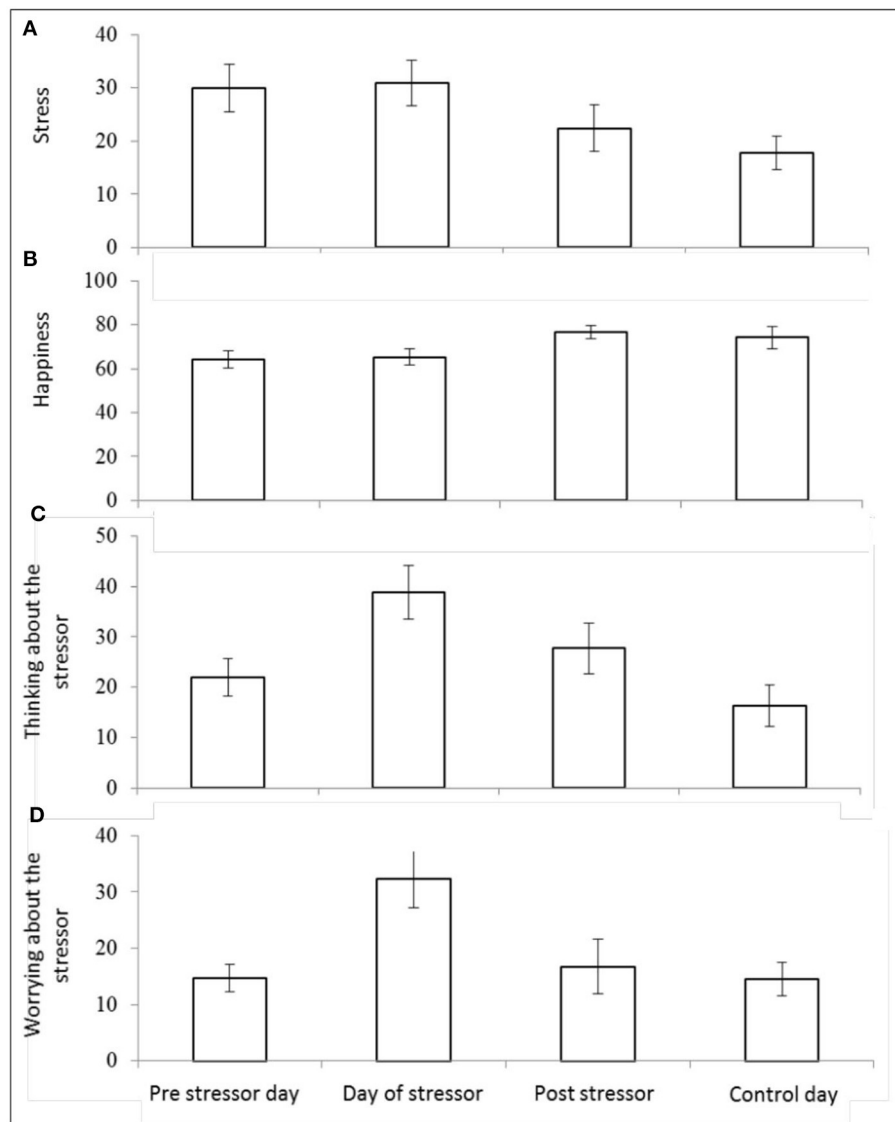 A
Stress
40
30
20
10
0
B
Happiness
100
80
60
40
20
0
C
Thinking about the
stressor
50
40
30
20
10
0
D
Worrying about the
stressor
40
30
20
10
0
Pre stressor day Day of stressor Post stressor Control day